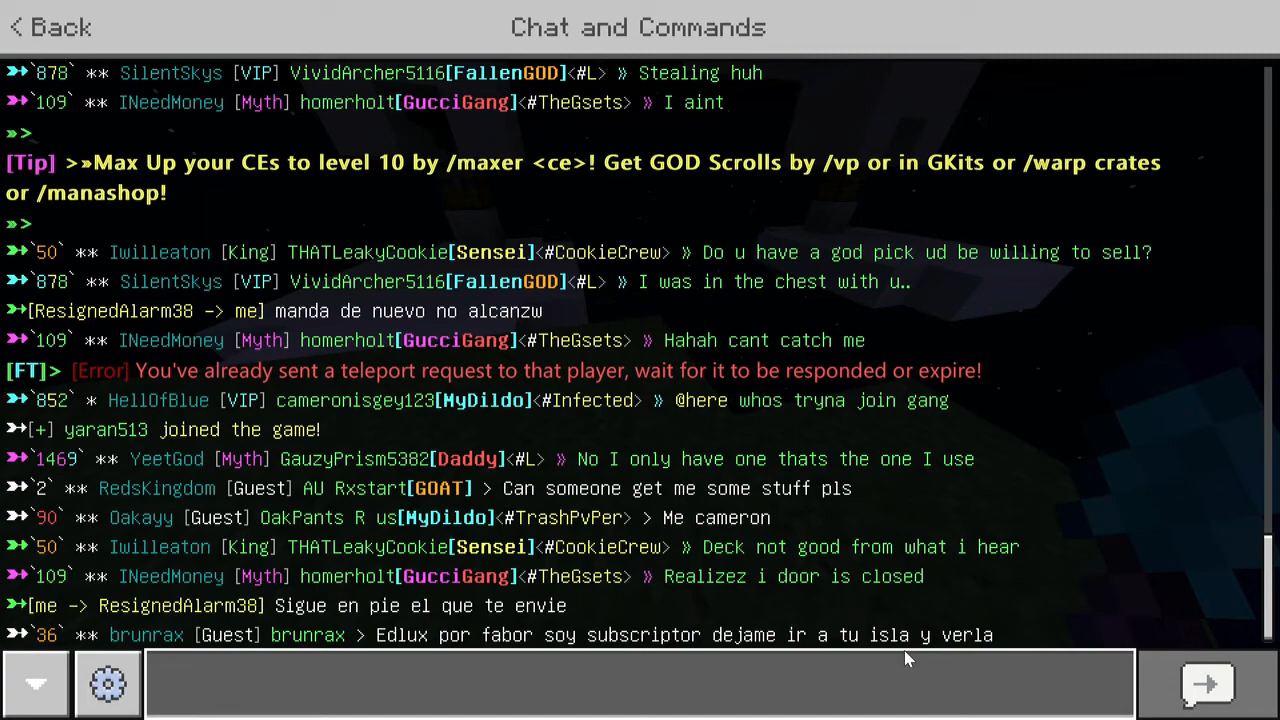 < Back
Chat and Commands
➳`878` ** SilentSkys [VIP] VividArcher5116[FallenGOD]<#L> » Stealing huh
➳`109` ** INeedMoney [Myth] homerholt[GucciGang]<#TheGsets> » I aint
»>
[Tip] >»Max Up your CEs to level 10 by /maxer <ce>! Get GOD Scrolls by /vp or in GKits or /warp crates
or /manashop!
»>
➳`50` ** Iwilleaton [King] THATLeakyCookie[Sensei]<#CookieCrew> » Do u have a god pick ud be willing to sell?
➳`878` ** SilentSkys [VIP] VividArcher5116[FallenGOD]<#L> » I was in the chest with u..
➳[ResignedAlarm38 -> me] manda de nuevo no alcanzw
➳`109` ** INeedMoney [Myth] homerholt[GucciGang]<#TheGsets> » Hahah cant catch me
[FT]> [Error] You've already sent a teleport request to that player, wait for it to be responded or expire!
➳`852` * HellOfBlue [VIP] cameronisgey123[MyDildo]<#Infected> » @here whos tryna join gang
➳[+] yaran513 joined the game!
➳`1469` ** YeetGod [Myth] GauzyPrism5382[Daddy]<#L> » No I only have one thats the one I use
➳`2` ** RedsKingdom [Guest] AU Rxstart[GOAT] > Can someone get me some stuff pls
➳`90` ** Oakayy [Guest] OakPants R us[MyDildo]<#TrashPvPer> > Me cameron
➳`50` ** Iwilleaton [King] THATLeakyCookie[Sensei]<#CookieCrew> » Deck not good from what i hear
➳`109` ** INeedMoney [Myth] homerholt[GucciGang]<#TheGsets> » Realizez i door is closed
➳[me -> ResignedAlarm38] Sigue en pie el que te envie
➳`36` ** brunrax [Guest] brunrax > Edlux por fabor soy subscriptor dejame ir a tu isla y verla